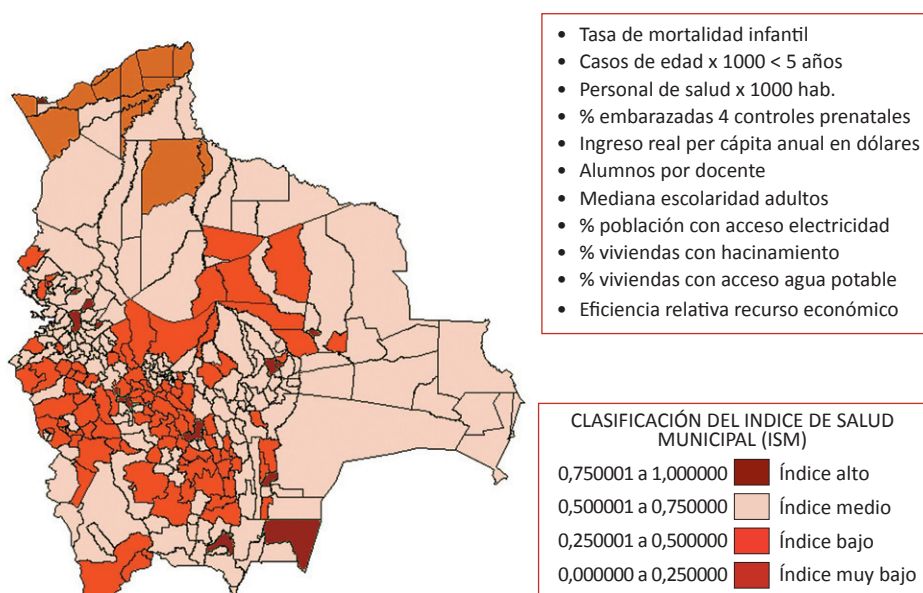 • Tasa de mortalidad infantil
• Casos de edad x 1000 < 5 años
• Personal de salud x 1000 hab.
• % embarazadas 4 controles prenatales
• Ingreso real per cápita anual en dólares
• Alumnos por docente
• Mediana escolaridad adultos
• % población con acceso electricidad
• % viviendas con hacinamiento
• % viviendas con acceso agua potable
• Eficiencia relativa recurso económico
CLASIFICACIÓN DEL INDICE DE SALUD
MUNICIPAL (ISM)
0,750001 a 1,000000 Índice alto
0,500001 a 0,750000 Índice medio
0,250001 a 0,500000 Índice bajo
0,000000 a 0,250000 Índice muy bajo